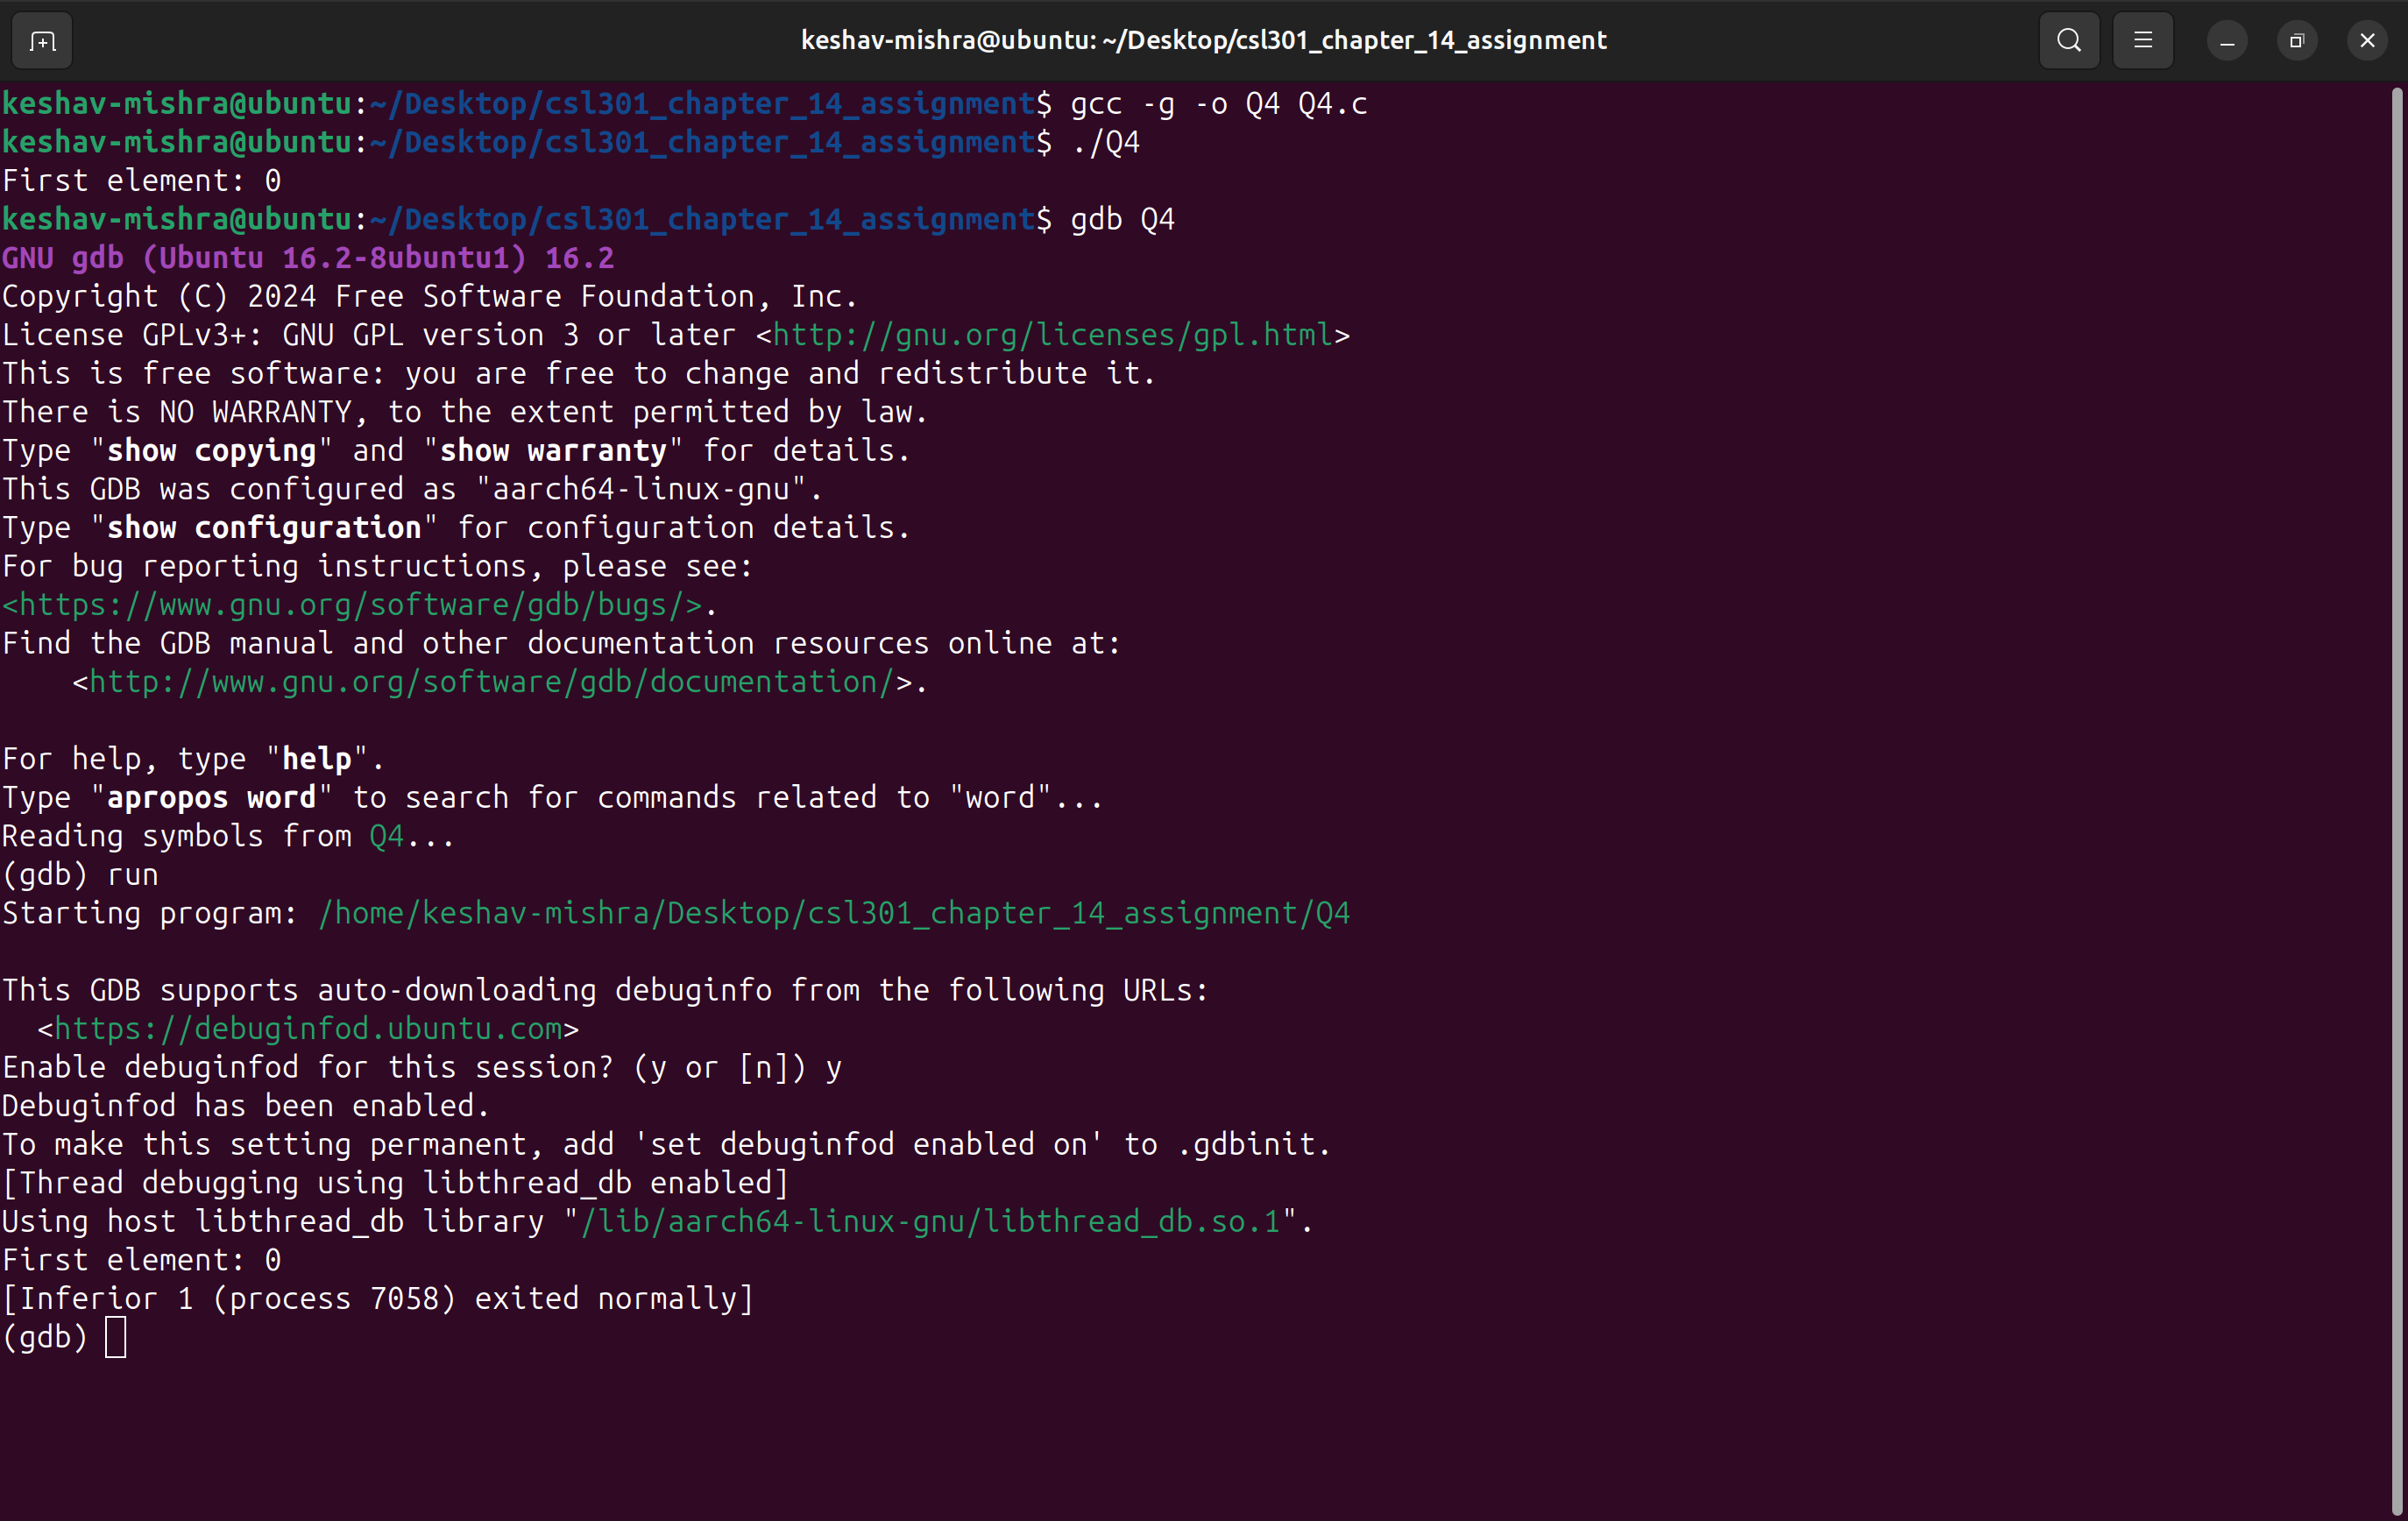 keshav-mishra@ubuntu: ~/Desktop/csl301_chapter_14_assignment
keshav-mishra@ubuntu:~/Desktop/csl301_chapter_14_assignment$ gcc -g -o Q4 Q4.c
keshav-mishra@ubuntu:~/Desktop/csl301_chapter_14_assignment$ ./Q4
First element: 0
keshav-mishra@ubuntu:~/Desktop/csl301_chapter_14_assignment$ gdb Q4
GNU gdb (Ubuntu 16.2-8ubuntu1) 16.2
Copyright (C) 2024 Free Software Foundation, Inc.
License GPLv3+: GNU GPL version 3 or later <http://gnu.org/licenses/gpl.html>
This is free software: you are free to change and redistribute it.
There is NO WARRANTY, to the extent permitted by law.
Type "show copying" and "show warranty" for details.
This GDB was configured as "aarch64-linux-gnu".
Type "show configuration" for configuration details.
For bug reporting instructions, please see:
<https://www.gnu.org/software/gdb/bugs/>.
Find the GDB manual and other documentation resources online at:
    <http://www.gnu.org/software/gdb/documentation/>.

For help, type "help".
Type "apropos word" to search for commands related to "word"...
Reading symbols from Q4...
(gdb) run
Starting program: /home/keshav-mishra/Desktop/csl301_chapter_14_assignment/Q4

This GDB supports auto-downloading debuginfo from the following URLs:
  <https://debuginfod.ubuntu.com>
Enable debuginfod for this session? (y or [n]) y
Debuginfod has been enabled.
To make this setting permanent, add 'set debuginfod enabled on' to .gdbinit.
[Thread debugging using libthread_db enabled]
Using host libthread_db library "/lib/aarch64-linux-gnu/libthread_db.so.1".
First element: 0
[Inferior 1 (process 7058) exited normally]
(gdb)